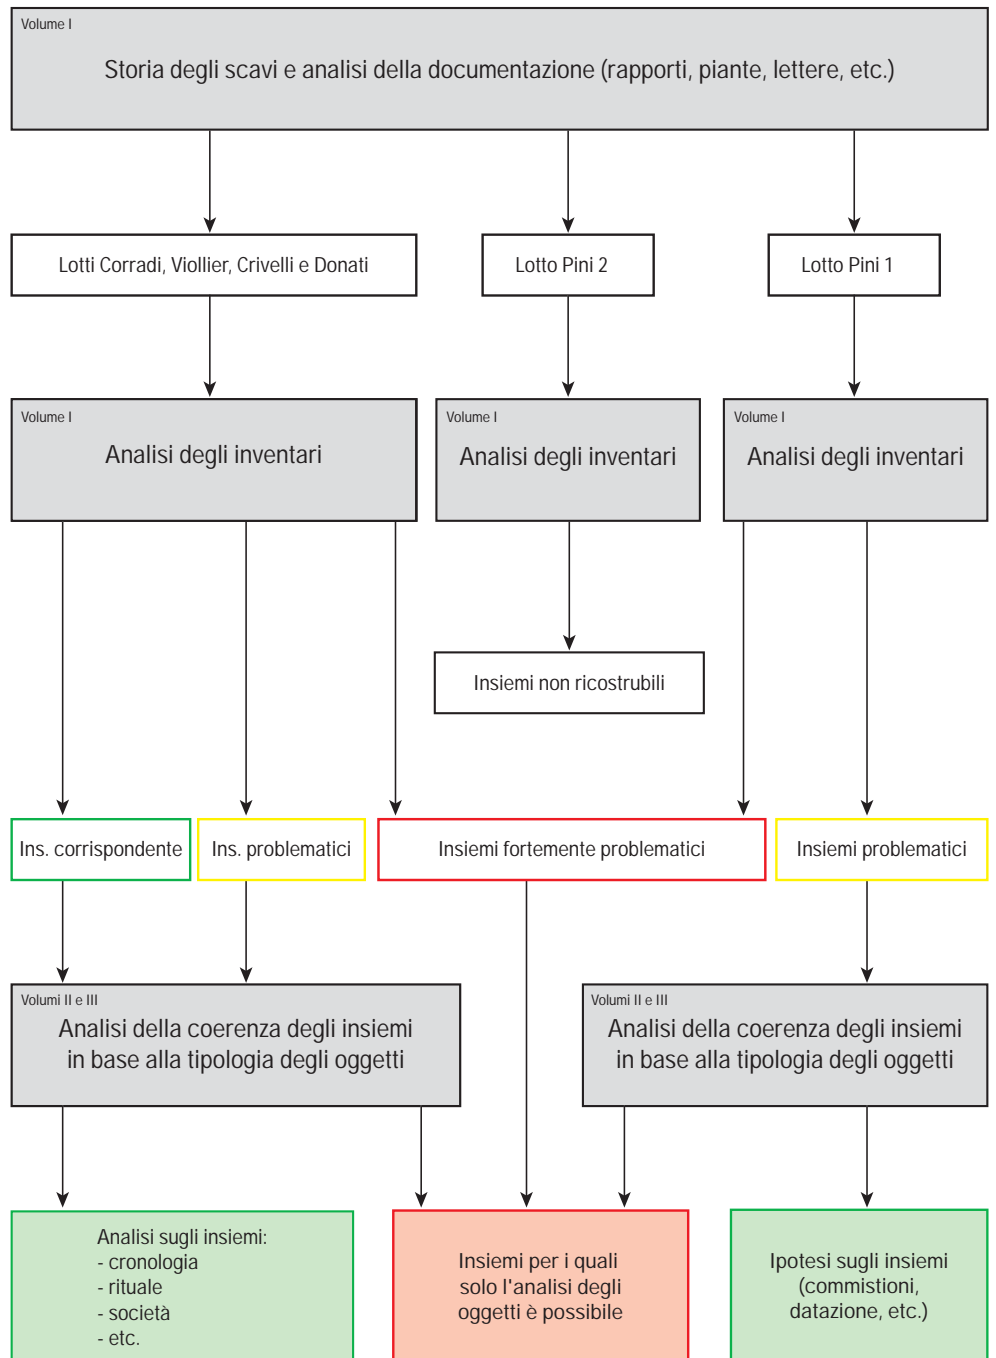 Volume I
Storia degli scavi e analisi della documentazione (rapporti, piante, lettere, etc.)
Lotti Corradi, Viollier, Crivelli e Donati
Lotto Pini 2
Lotto Pini 1
Volume I
Analisi degli inventari
Volume I
Analisi degli inventari
Volume I
Analisi degli inventari
Insiemi non ricostrubili
Ins. corrispondente
Ins. problematici
Insiemi fortemente problematici
Insiemi problematici
Volumi II e III
Analisi della coerenza degli insiemi
in base alla tipologia degli oggetti
Volumi II e III
Analisi della coerenza degli insiemi
in base alla tipologia degli oggetti
Analisi sugli insiemi:
- cronologia
- rituale
- società
- etc.
Insiemi per i quali
solo l'analisi degli
oggetti è possibile
Ipotesi sugli insiemi
(commistioni,
datazione, etc.)